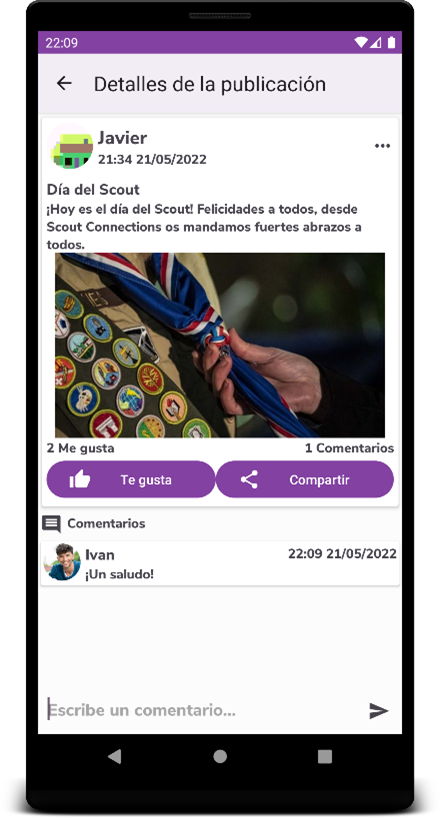 22:09
Detalles de la publicación
Javier
21:34 21/05/2022
Día del Scout
¡Hoy es el día del Scout! Felicidades a todos, desde
Scout Connections os mandamos fuertes abrazos a
todos.
2 Me gusta
1 Comentarios
Te gusta
Compartir
Comentarios
Ivan
22:09 21/05/2022
¡Un saludo!
Escribe un comentario...